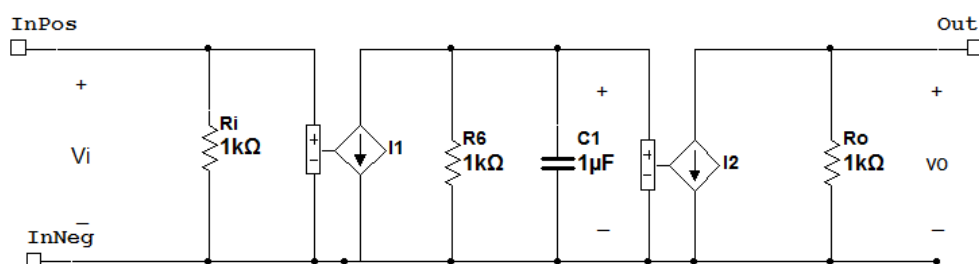 InPos
Out
+
+
+
Ri
1kΩ
R6
1kΩ
C1
1µF
Ro
1kΩ
Vi
+
−
I1
+
−
I2
vo
−
−
−
InNeg